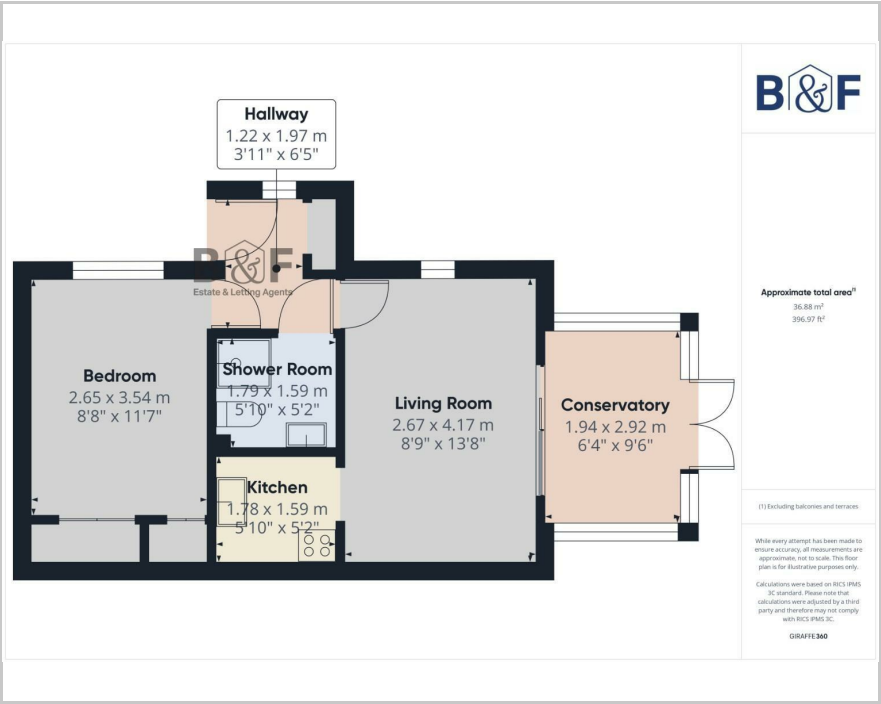 Hallway
1.22 x 1.97 m
3'11" x 6'5"
B&F
Estate & Letting Agents
Bedroom
2.65 x 3.54 m
8'8" x 11'7"
Shower Room
1.79 x 1.59 m
5'10" x 5'2"
Living Room
2.67 x 4.17 m
8'9" x 13'8"
Conservatory
1.94 x 2.92 m
6'4" x 9'6"
Kitchen
1.78 x 1.59 m
5'10" x 5'2"
B&F
Approximate total area(1)
36.88 m²
396.97 ft²
(1) Excluding balconies and terraces
While every attempt has been made to
ensure accuracy, all measurements are
approximate, not to scale. This floor
plan is for illustrative purposes only.
Calculations were based on RICS IPMS
3C standard. Please note that
calculations were adjusted by a third
party and therefore may not comply
with RICS IPMS 3C.
GIRAFFE360